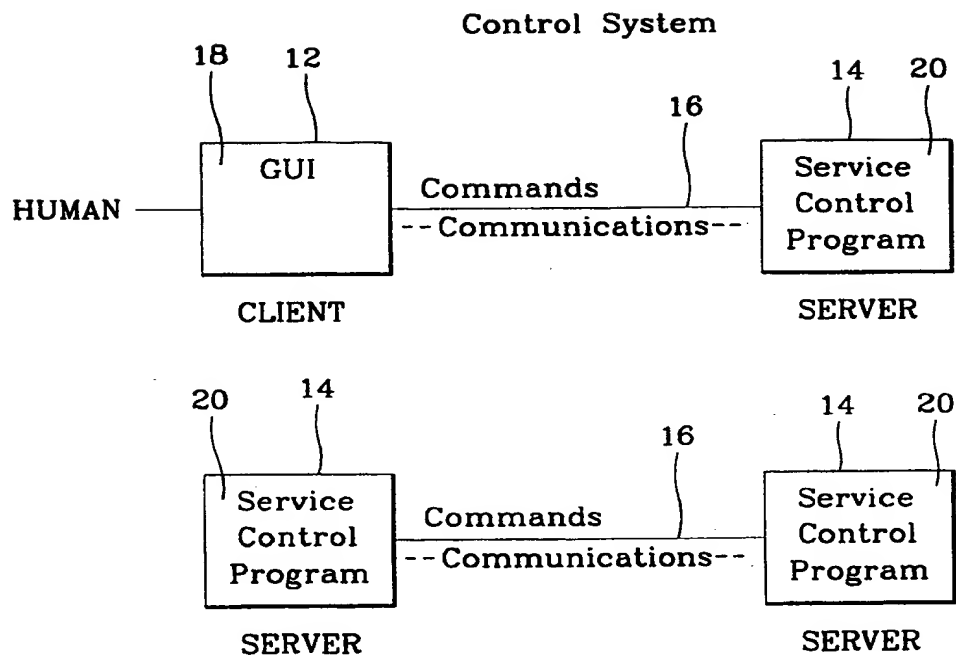 Control System
18 12 14 20
16
GUI
Service
Control
Program
Commands
HUMAN
--Communications--
CLIENT
SERVER
20 14 14 20
16
Service
Control
Program
Commands
--Communications--
Service
Control
Program
SERVER
SERVER